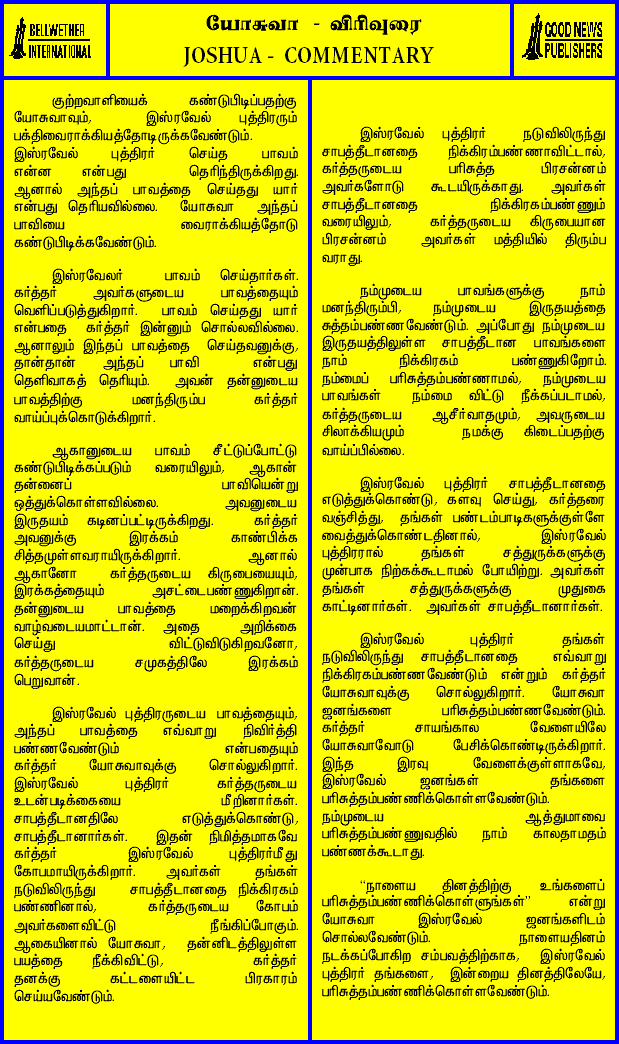 BELLWETHER
INTERNATIONAL
யோசுவா - விரிவுரை
JOSHUA - COMMENTARY
GOOD NEWS
PUBLISHERS
குற்றவாளியைக் கண்டுபிடிப்பதற்கு
யோசுவாவும், இஸ்ரவேல் புத்திரரும்
பக்திவைராக்கியத்தோடிருக்கவேண்டும்.
இஸ்ரவேல் புத்திரர் செய்த பாவம்
என்ன என்பது தெரிந்திருக்கிறது.
ஆனால் அந்தப் பாவத்தை செய்தது யார்
என்பது தெரியவில்லை. யோசுவா அந்தப்
பாவியை வைராக்கியத்தோடு
கண்டுபிடிக்கவேண்டும்.
இஸ்ரவேலர் பாவம் செய்தார்கள்.
கர்த்தர் அவர்களுடைய பாவத்தையும்
வெளிப்படுத்துகிறார். பாவம் செய்தது யார்
என்பதை கர்த்தர் இன்னும் சொல்லவில்லை.
ஆனாலும் இந்தப் பாவத்தை செய்தவனுக்கு,
தான்தான் அந்தப் பாவி என்பது
தெளிவாகத் தெரியும். அவன் தன்னுடைய
பாவத்திற்கு மனந்திரும்ப கர்த்தர்
வாய்ப்புக்கொடுக்கிறார்.
ஆகானுடைய பாவம் சீட்டுப்போட்டு
கண்டுபிடிக்கப்படும் வரையிலும், ஆகான்
தன்னைப் பாவியென்று
ஒத்துக்கொள்ளவில்லை. அவனுடைய
இருதயம் கடினப்பட்டிருக்கிறது. கர்த்தர்
அவனுக்கு இரக்கம் காண்பிக்க
சித்தமுள்ளவராயிருக்கிறார். ஆனால்
ஆகானோ கர்த்தருடைய கிருபையையும்,
இரக்கத்தையும் அசட்டைபண்ணுகிறான்.
தன்னுடைய பாவத்தை மறைக்கிறவன்
வாழ்வடையமாட்டான். அதை அறிக்கை
செய்து விட்டுவிடுகிறவனோ,
கர்த்தருடைய சமுகத்திலே இரக்கம்
பெறுவான்.
இஸ்ரவேல் புத்திரருடைய பாவத்தையும்,
அந்தப் பாவத்தை எவ்வாறு நிவிர்த்தி
பண்ணவேண்டும் என்பதையும்
கர்த்தர் யோசுவாவுக்கு சொல்லுகிறார்.
இஸ்ரவேல் புத்திரர் கர்த்தருடைய
உடன்படிக்கையை மீறினார்கள்.
சாபத்தீடானதிலே எடுத்துக்கொண்டு,
சாபத்தீடானார்கள். இதன் நிமித்தமாகவே
கர்த்தர் இஸ்ரவேல் புத்திரர்மீது
கோபமாயிருக்கிறார். அவர்கள் தங்கள்
நடுவிலிருந்து சாபத்தீடானதை நிக்கிரகம்
பண்ணினால், கர்த்தருடைய கோபம்
அவர்களைவிட்டு நீங்கிப்போகும்.
ஆகையினால் யோசுவா, தன்னிடத்திலுள்ள
பயத்தை நீக்கிவிட்டு, கர்த்தர்
தனக்கு கட்டளையிட்ட பிரகாரம்
செய்யவேண்டும்.
இஸ்ரவேல் புத்திரர் நடுவிலிருந்து
சாபத்தீடானதை நிக்கிரம்பண்ணாவிட்டால்,
கர்த்தருடைய பரிசுத்த பிரசன்னம்
அவர்களோடு கூடயிருக்காது. அவர்கள்
சாபத்தீடானதை நிக்கிரகம்பண்ணும்
வரையிலும், கர்த்தருடைய கிருபையான
பிரசன்னம் அவர்கள் மத்தியில் திரும்ப
வராது.
நம்முடைய பாவங்களுக்கு நாம்
மனந்திரும்பி, நம்முடைய இருதயத்தை
சுத்தம்பண்ணவேண்டும். அப்போது நம்முடைய
இருதயத்திலுள்ள சாபத்தீடான பாவங்களை
நாம் நிக்கிரகம் பண்ணுகிறோம்.
நம்மைப் பரிசுத்தம்பண்ணாமல், நம்முடைய
பாவங்கள் நம்மை விட்டு நீக்கப்படாமல்,
கர்த்தருடைய ஆசீர்வாதமும், அவருடைய
சிலாக்கியமும் நமக்கு கிடைப்பதற்கு
வாய்ப்பில்லை.
இஸ்ரவேல் புத்திரர் சாபத்தீடானதை
எடுத்துக்கொண்டு, களவு செய்து, கர்த்தரை
வஞ்சித்து, தங்கள் பண்டம்பாடிகளுக்குள்ளே
வைத்துக்கொண்டதினால், இஸ்ரவேல்
புத்திரரால் தங்கள் சத்துருக்களுக்கு
முன்பாக நிற்கக்கூடாமல் போயிற்று. அவர்கள்
தங்கள் சத்துருக்களுக்கு முதுகை
காட்டினார்கள். அவர்கள் சாபத்தீடானார்கள்.
இஸ்ரவேல் புத்திரர் தங்கள்
நடுவிலிருந்து சாபத்தீடானதை எவ்வாறு
நிக்கிரகம்பண்ணவேண்டும் என்றும் கர்த்தர்
யோசுவாவுக்கு சொல்லுகிறார். யோசுவா
ஜனங்களை பரிசுத்தம்பண்ணவேண்டும்.
கர்த்தர் சாயங்கால வேளையிலே
யோசுவாவோடு பேசிக்கொண்டிருக்கிறார்.
இந்த இரவு வேளைக்குள்ளாகவே,
இஸ்ரவேல் ஜனங்கள் தங்களை
பரிசுத்தம்பண்ணிக்கொள்ளவேண்டும்.
நம்முடைய ஆத்துமாவை
பரிசுத்தம்பண்ணுவதில் நாம் காலதாமதம்
பண்ணக்கூடாது.
“நாளைய தினத்திற்கு உங்களைப்
பரிசுத்தம்பண்ணிக்கொள்ளுங்கள்” என்று
யோசுவா இஸ்ரவேல் ஜனங்களிடம்
சொல்லவேண்டும். நாளையதினம்
நடக்கப்போகிற சம்பவத்திற்காக, இஸ்ரவேல்
புத்திரர் தங்களை, இன்றைய தினத்திலேயே,
பரிசுத்தம்பண்ணிக்கொள்ளவேண்டும்.